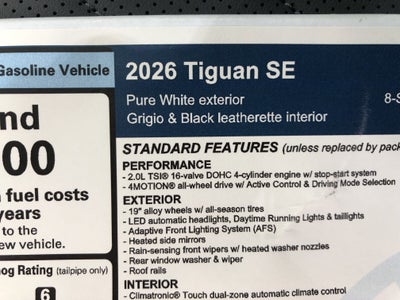 Gasoline Vehicle
2026 Tiguan SE
Pure White exterior
Grigio & Black leatherette interior
8-S
nd
00
fuel costs
years
to the
ew vehicle.
og Rating (tailpipe only)
6
STANDARD FEATURES (unless replaced by pack
PERFORMANCE
- 2.0L TSI® 16-valve DOHC 4-cylinder engine w/ stop-start system
- 4MOTION® all-wheel drive w/ Active Control & Driving Mode Selection
EXTERIOR
- 19" alloy wheels w/ all-season tires
- LED automatic headlights, Daytime Running Lights & taillights
- Adaptive Front Lighting System (AFS)
- Heated side mirrors
- Rain-sensing front wipers w/ heated washer nozzles
- Rear window washer & wiper
- Roof rails
INTERIOR
- Climatronic® Touch dual-zone automatic climate control